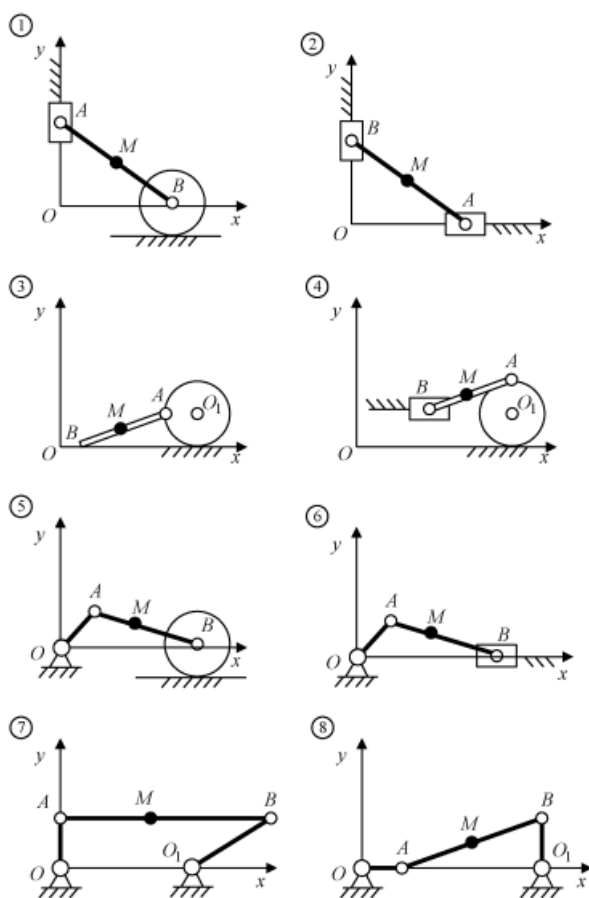 ① ②
y y
A B
M M
B A
O x O x
③ ④
y y
A A
M B M
B O₁ O₁
O x O x
⑤ ⑥
y y
A M A M
B B
O x O x
⑦ ⑧
y y
A M B M B
O O₁ x O A O₁ x